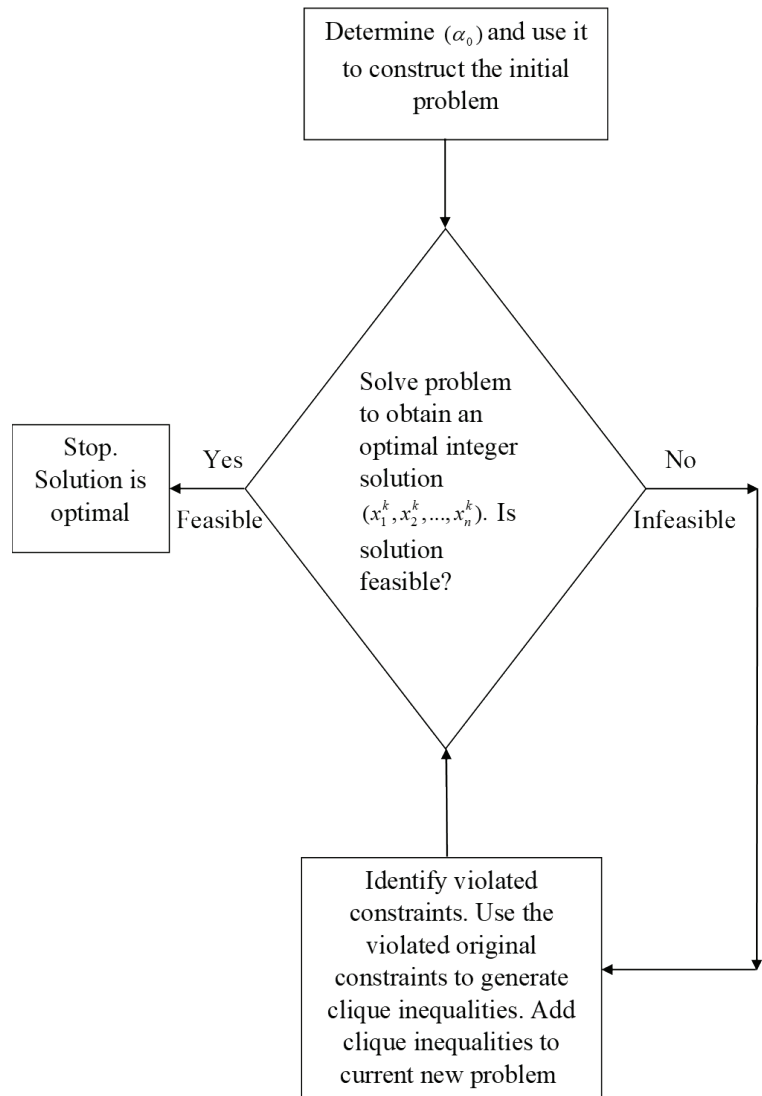 Determine (α₀) and use it
to construct the initial
problem
Solve problem
to obtain an
optimal integer
solution
(x₁ᵏ, x₂ᵏ, ..., xₙᵏ). Is
solution
feasible?
Stop.
Solution is
optimal
Yes
Feasible
No
Infeasible
Identify violated
constraints. Use the
violated original
constraints to generate
clique inequalities. Add
clique inequalities to
current new problem